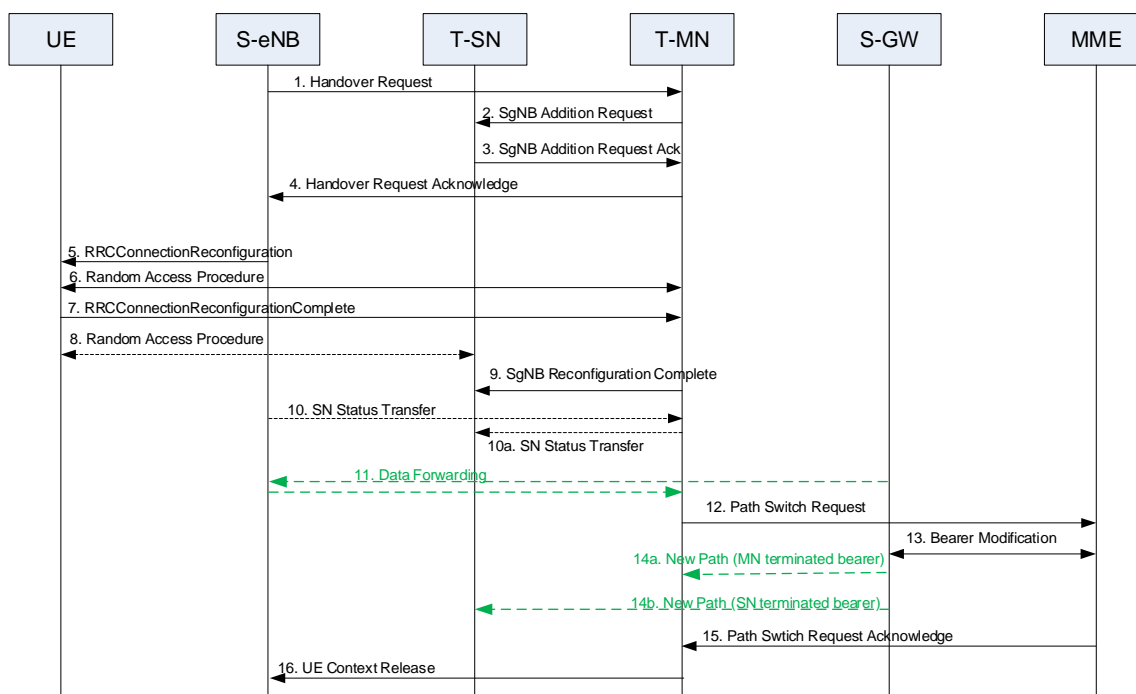 UE
S-eNB
T-SN
T-MN
S-GW
MME
1. Handover Request
2. SgNB Addition Request
3. SgNB Addition Request Ack
4. Handover Request Acknowledge
5. RRCConnectionReconfiguration
6. Random Access Procedure
7. RRCConnectionReconfigurationComplete
8. Random Access Procedure
9. SgNB Reconfiguration Complete
10. SN Status Transfer
10a. SN Status Transfer
11. Data Forwarding
12. Path Switch Request
13. Bearer Modification
14a. New Path (MN terminated bearer)
14b. New Path (SN terminated bearer)
15. Path Swtich Request Acknowledge
16. UE Context Release